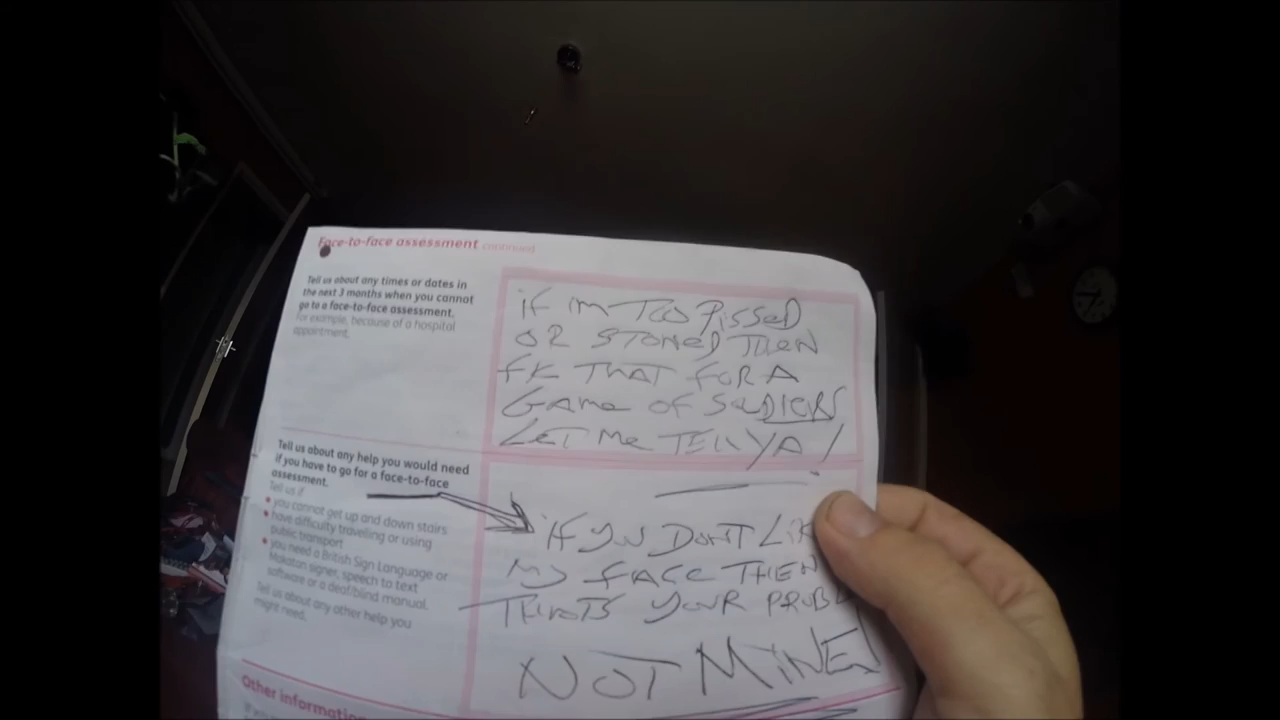 Face-to-face assessment continued
Tell us about any times or dates in
the next 3 months when you cannot
go to a face-to-face assessment.
For example, because of a hospital
appointment.
if im Too PisseD
OR STONeD THeN
FK THAT FOR A
GAMe OF SOLDIERS
LET Me TELL YA!
Tell us about any help you would need
if you have to go for a face-to-face
assessment.
Tell us if
• you cannot get up and down stairs
• have difficulty traveling or using
public transport
• you need a British Sign Language or
Makaton signer, speech to text
software or a deaf/blind manual.
Tell us about any other help you
might need.
if YOU DONT LIK
My FACE THEN
THATS YOUR PROBL
NOT MINE!
Other information